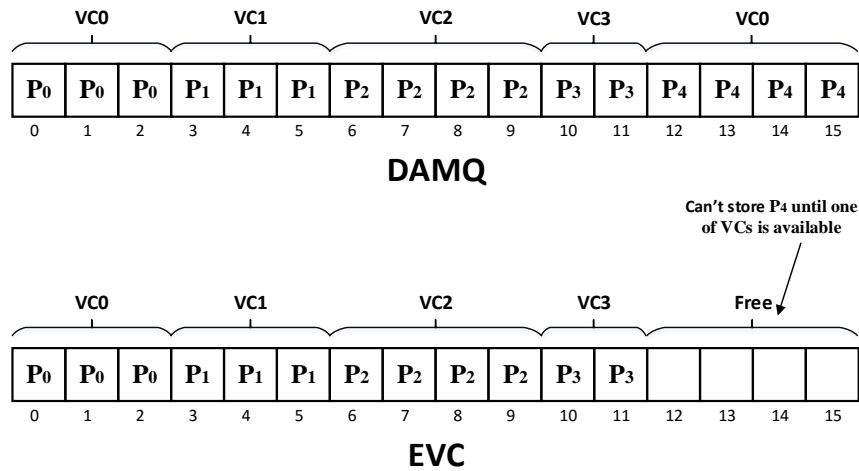 VC0 VC1 VC2 VC3 VC0
P0 P0 P0 P1 P1 P1 P2 P2 P2 P2 P3 P3 P4 P4 P4 P4
0 1 2 3 4 5 6 7 8 9 10 11 12 13 14 15
DAMQ
Can't store P4 until one
of VCs is available
VC0 VC1 VC2 VC3 Free
P0 P0 P0 P1 P1 P1 P2 P2 P2 P2 P3 P3
0 1 2 3 4 5 6 7 8 9 10 11 12 13 14 15
EVC